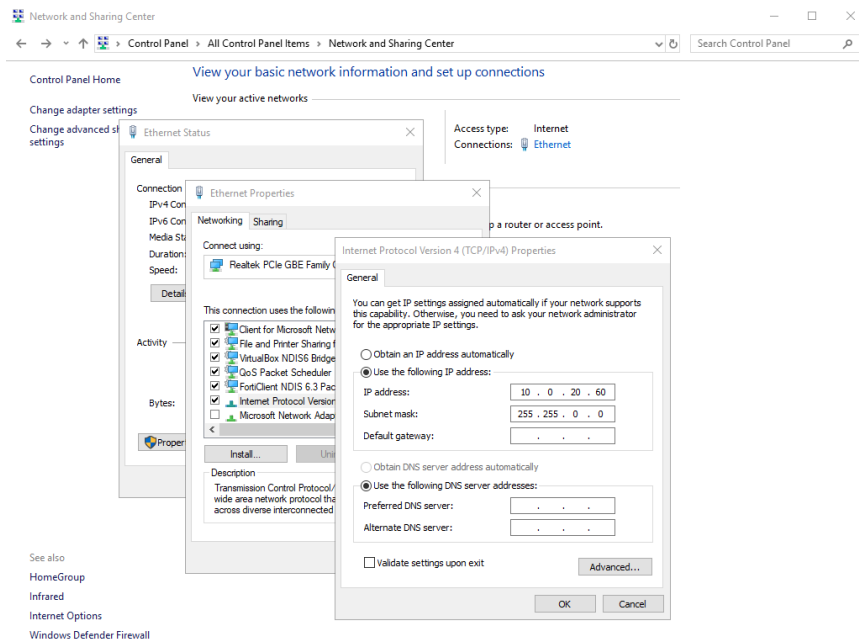 Network and Sharing Center
Control Panel > All Control Panel Items > Network and Sharing Center
Search Control Panel
Control Panel Home
Change adapter settings
Change advanced sh
settings
View your basic network information and set up connections
View your active networks
Access type: Internet
Connections: Ethernet
p a router or access point.
Ethernet Status
General
Connection
IPv4 Con
IPv6 Con
Media Sta
Duration:
Speed:
Detail
Activity
Bytes:
Proper
Ethernet Properties
Networking
Sharing
Connect using:
Realtek PCIe GBE Family C
This connection uses the followin
Client for Microsoft Netw
File and Printer Sharing f
VirtualBox NDIS6 Bridge
QoS Packet Scheduler
FortiClient NDIS 6.3 Pac
Internet Protocol Version
Microsoft Network Adap
Install...
Uni
Description
Transmission Control Protocol/
wide area network protocol tha
across diverse interconnected
Internet Protocol Version 4 (TCP/IPv4) Properties
General
You can get IP settings assigned automatically if your network supports
this capability. Otherwise, you need to ask your network administrator
for the appropriate IP settings.
Obtain an IP address automatically
Use the following IP address:
IP address: 10 . 0 . 20 . 60
Subnet mask: 255 . 255 . 0 . 0
Default gateway: . . .
Obtain DNS server address automatically
Use the following DNS server addresses:
Preferred DNS server: . . .
Alternate DNS server: . . .
Validate settings upon exit
Advanced...
OK
Cancel
See also
HomeGroup
Infrared
Internet Options
Windows Defender Firewall